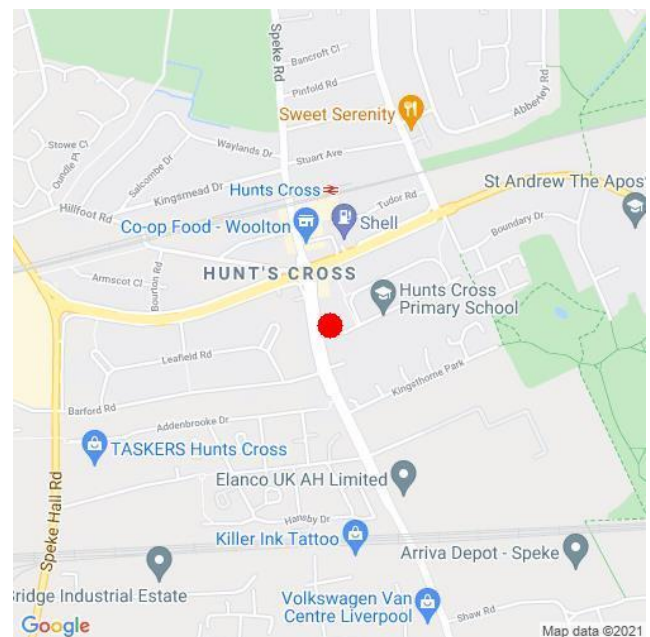 Bancroft Cl
Speke Rd
Pinfold Rd
Abberley Rd
Sweet Serenity
Stowe Cl
Oundle Pl
Waylands Dr
Stuart Ave
Salcombe Dr
Kingsmead Dr
Hunts Cross
St Andrew The Apos
Hillfoot Rd
Tudor Rd
Co-op Food - Woolton
Shell
Boundary Dr
Armscot Cl
Bourton Rd
HUNT'S CROSS
Hunts Cross
Primary School
Leafield Rd
Kingsthorne Park
Barford Rd
Addenbrooke Dr
TASKERS Hunts Cross
Elanco UK AH Limited
Speke Hall Rd
Hansby Dr
Killer Ink Tattoo
Arriva Depot - Speke
Bridge Industrial Estate
Volkswagen Van
Centre Liverpool
Shaw Rd
Google
Map data ©2021